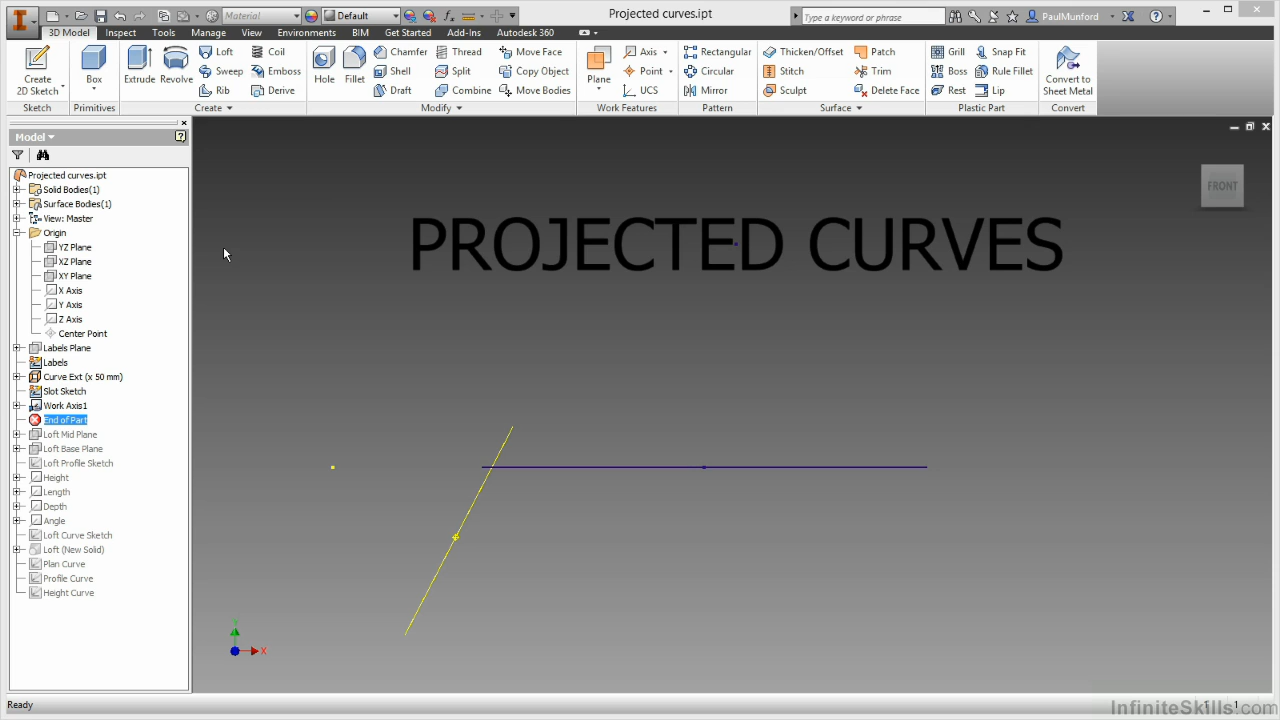 Material
Default
Projected curves.ipt
Type a keyword or phrase
PaulMunford
3D Model
Inspect
Tools
Manage
View
Environments
BIM
Get Started
Add-Ins
Autodesk 360
Create
2D Sketch
Sketch
Box
Primitives
Extrude
Revolve
Loft
Sweep
Rib
Coil
Emboss
Derive
Create
Hole
Fillet
Chamfer
Shell
Draft
Thread
Split
Combine
Move Face
Copy Object
Move Bodies
Modify
Plane
Axis
Point
UCS
Work Features
Rectangular
Circular
Mirror
Pattern
Thicken/Offset
Stitch
Sculpt
Patch
Trim
Delete Face
Surface
Grill
Boss
Rest
Snap Fit
Rule Fillet
Lip
Plastic Part
Convert to
Sheet Metal
Convert
Model
Projected curves.ipt
Solid Bodies(1)
Surface Bodies(1)
View: Master
Origin
YZ Plane
XZ Plane
XY Plane
X Axis
Y Axis
Z Axis
Center Point
Labels Plane
Labels
Curve Ext (x 50 mm)
Slot Sketch
Work Axis1
End of Part
Loft Mid Plane
Loft Base Plane
Loft Profile Sketch
Height
Length
Depth
Angle
Loft Curve Sketch
Loft (New Solid)
Plan Curve
Profile Curve
Height Curve
PROJECTED CURVES
FRONT
X
Ready
InfiniteSkills.com